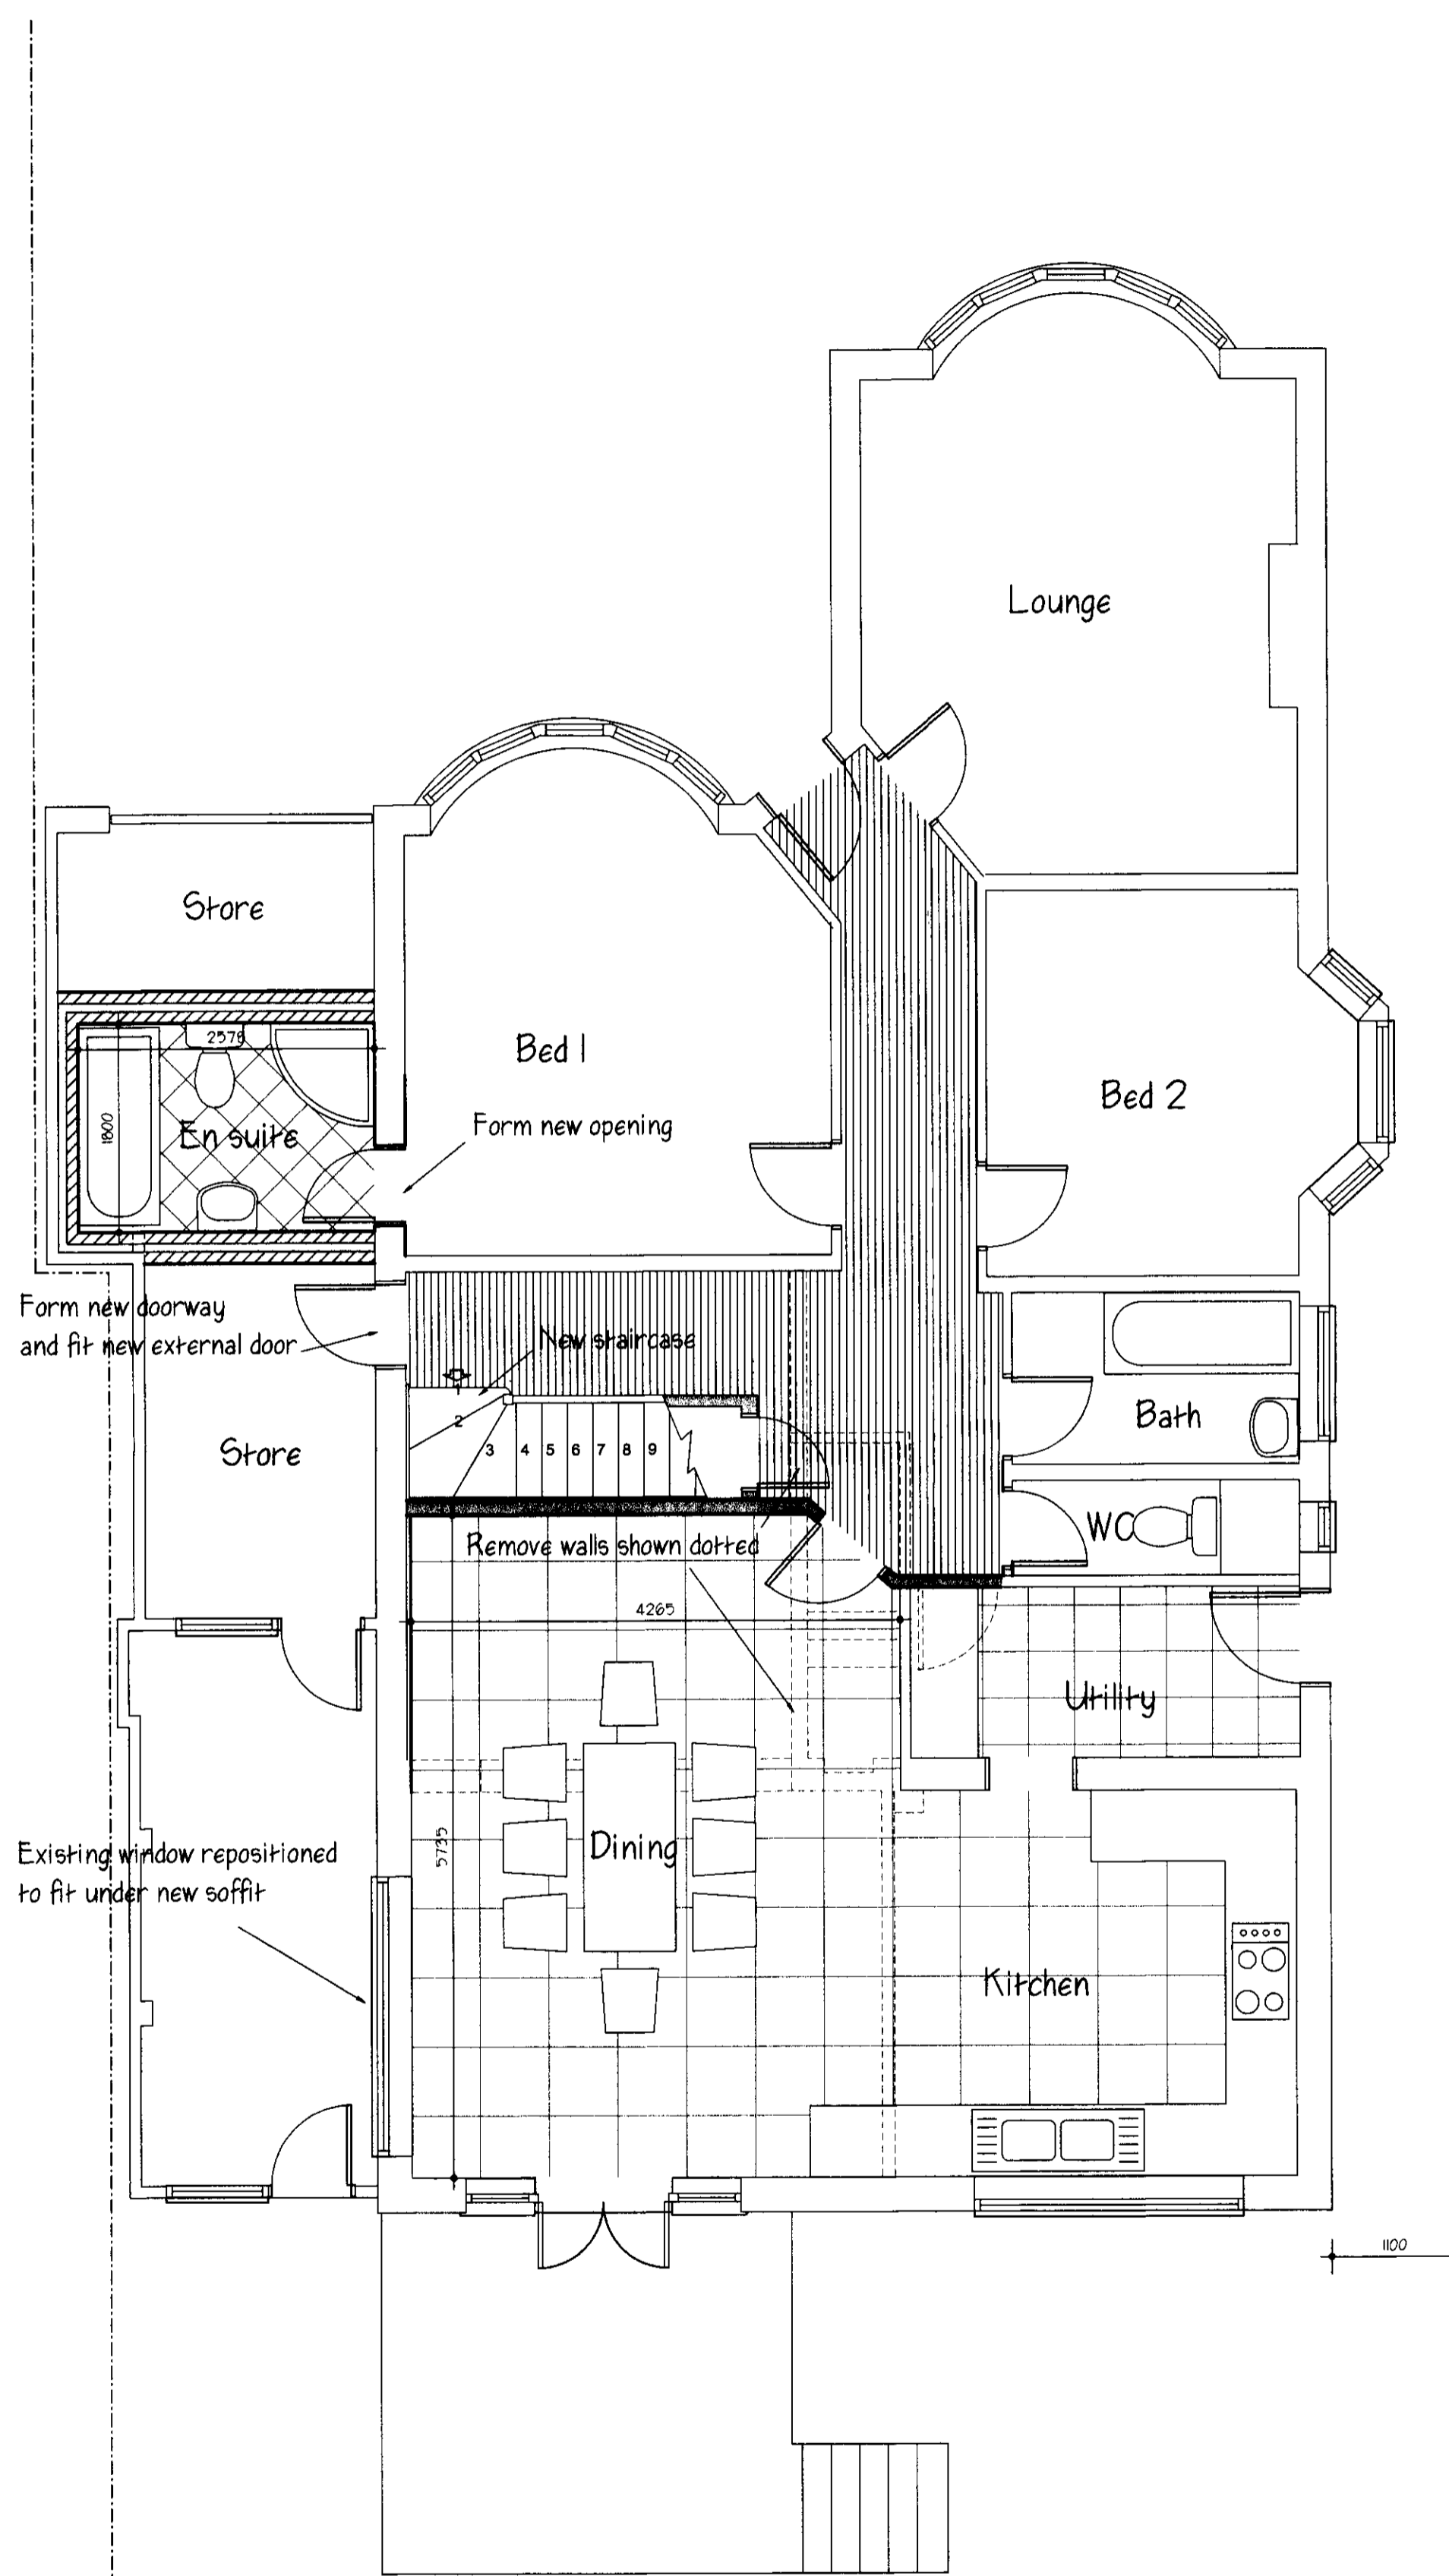 Lounge
Store
2578
Bed 1
Bed 2
1800
En suite
Form new opening
Form new doorway
and fit new external door
New staircase
1
2
3 4 5 6 7 8 9
Bath
Store
WC
Remove walls shown dotted
4265
Utility
5735
Dining
Existing window repositioned
to fit under new soffit
Kitchen
1100